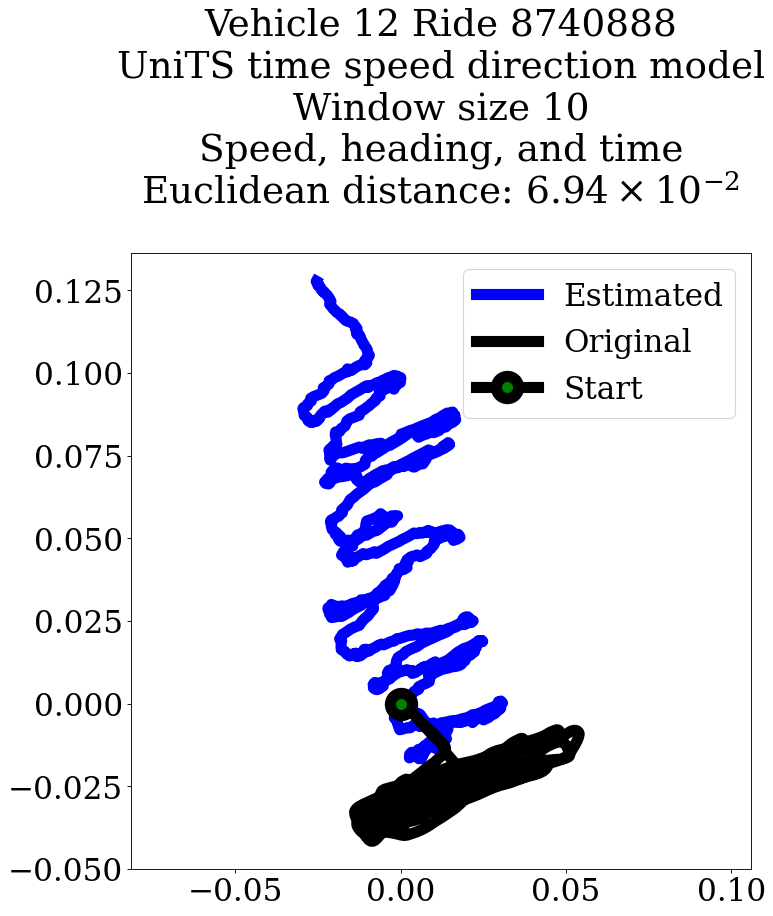 Vehicle 12 Ride 8740888
UniTS time speed direction model
Window size 10
Speed, heading, and time
Euclidean distance: 6.94 × 10⁻²
Estimated
Original
Start
0.125
0.100
0.075
0.050
0.025
0.000
−0.025
−0.050
−0.05 0.00 0.05 0.10